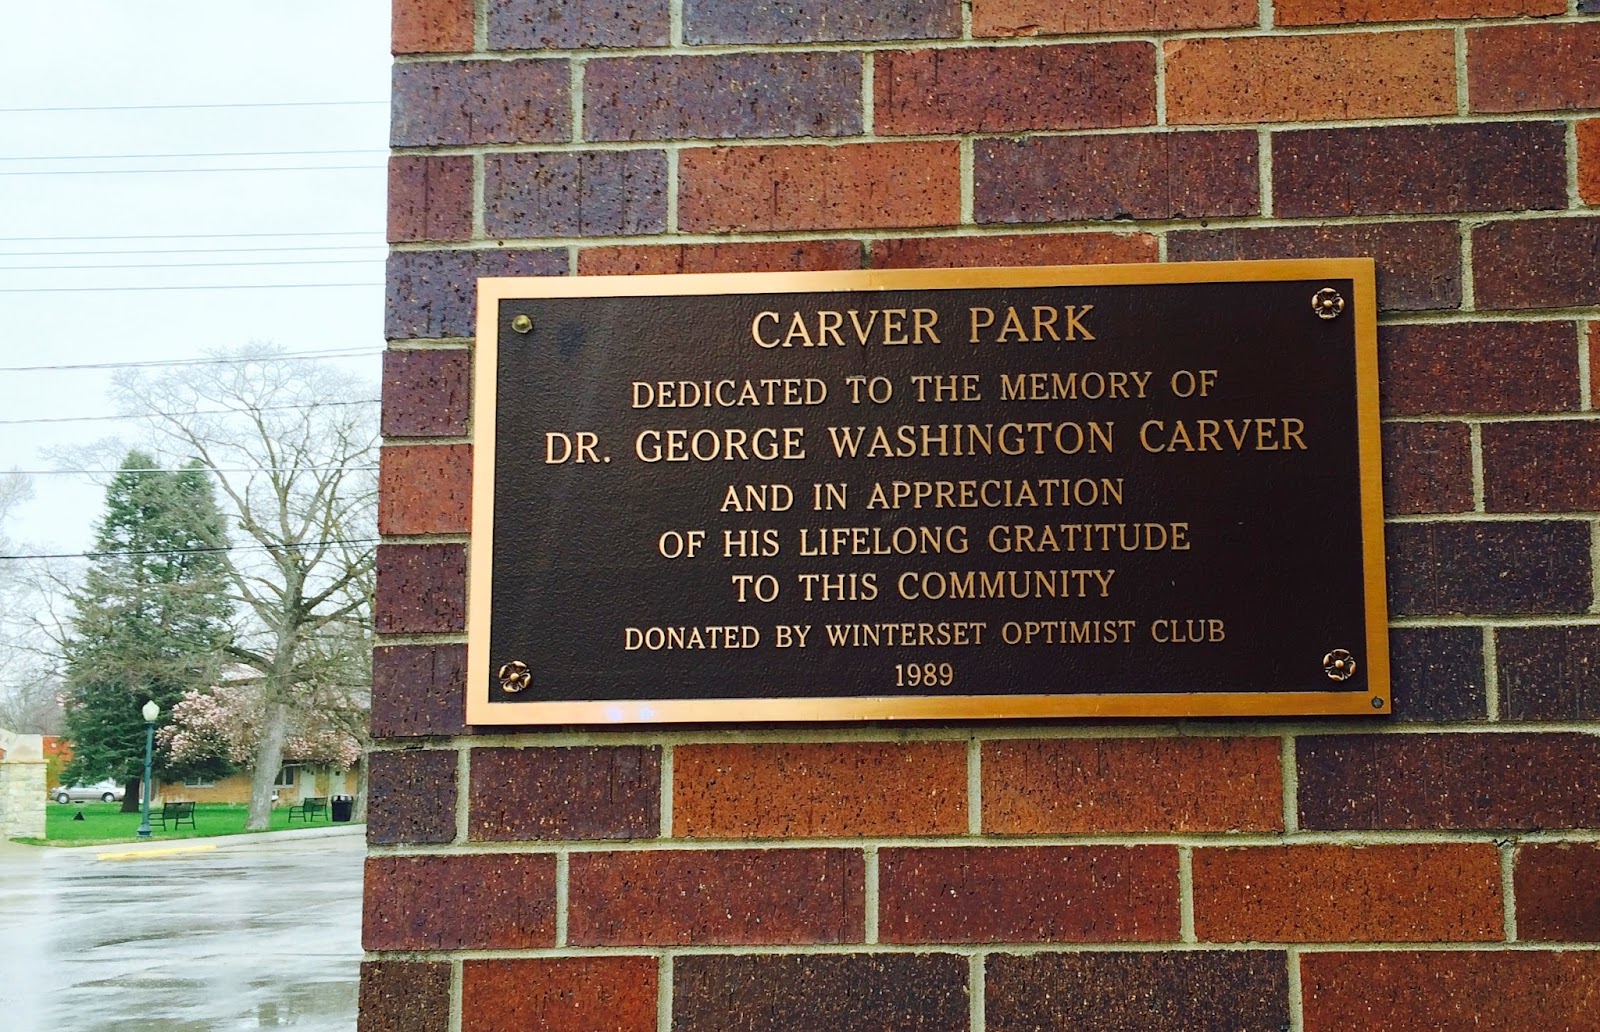 CARVER PARK
DEDICATED TO THE MEMORY OF
DR. GEORGE WASHINGTON CARVER
AND IN APPRECIATION
OF HIS LIFELONG GRATITUDE
TO THIS COMMUNITY
DONATED BY WINTERSET OPTIMIST CLUB
1989